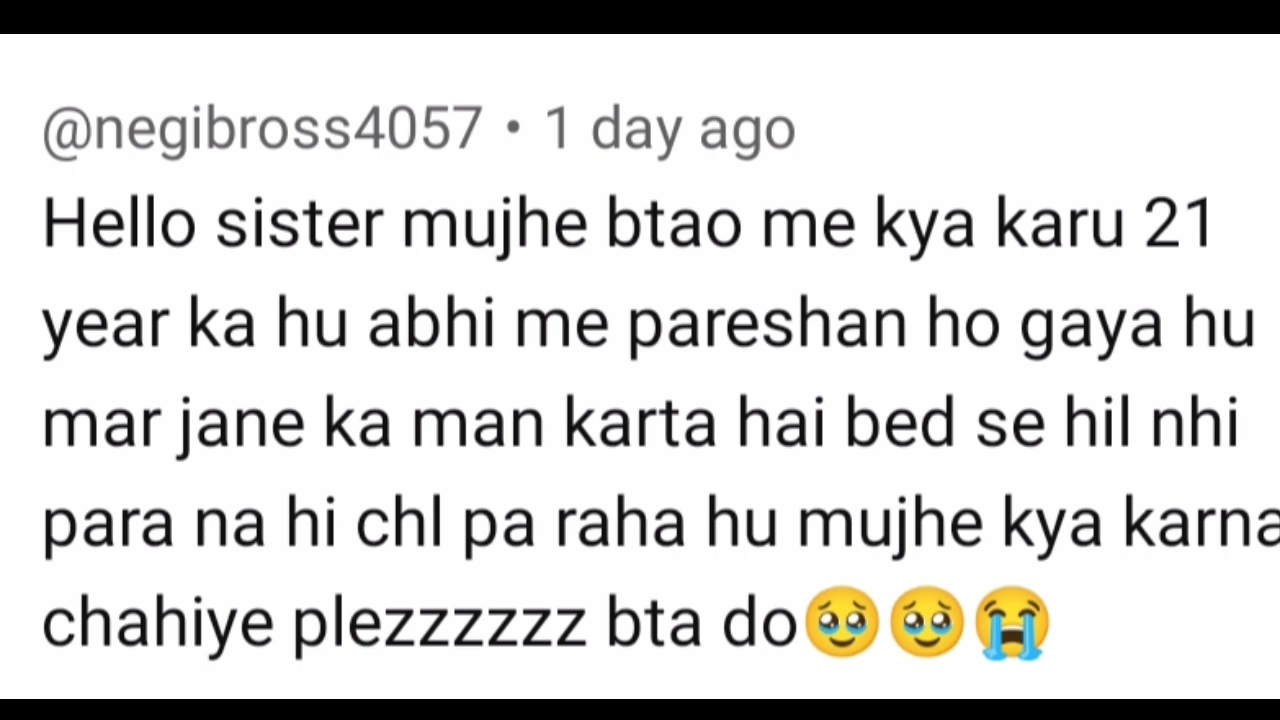 @negibross4057 • 1 day ago
Hello sister mujhe btao me kya karu 21
year ka hu abhi me pareshan ho gaya hu
mar jane ka man karta hai bed se hil nhi
para na hi chl pa raha hu mujhe kya karna
chahiye plezzzzzz bta do🥹🥹😭